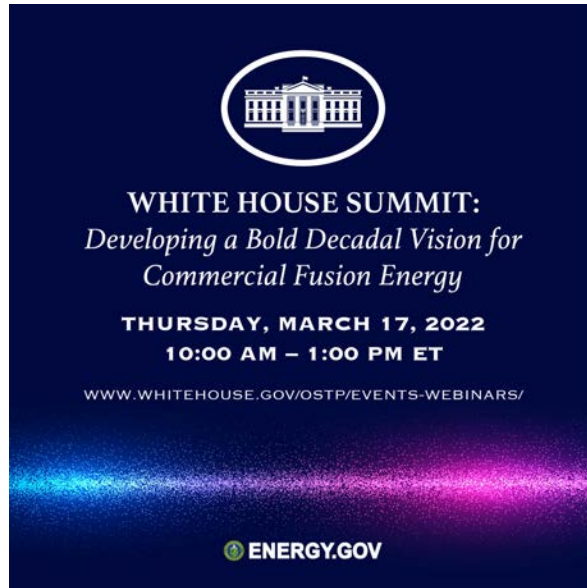 WHITE HOUSE SUMMIT:
Developing a Bold Decadal Vision for
Commercial Fusion Energy
THURSDAY, MARCH 17, 2022
10:00 AM – 1:00 PM ET
WWW.WHITEHOUSE.GOV/OSTP/EVENTS-WEBINARS/
ENERGY.GOV